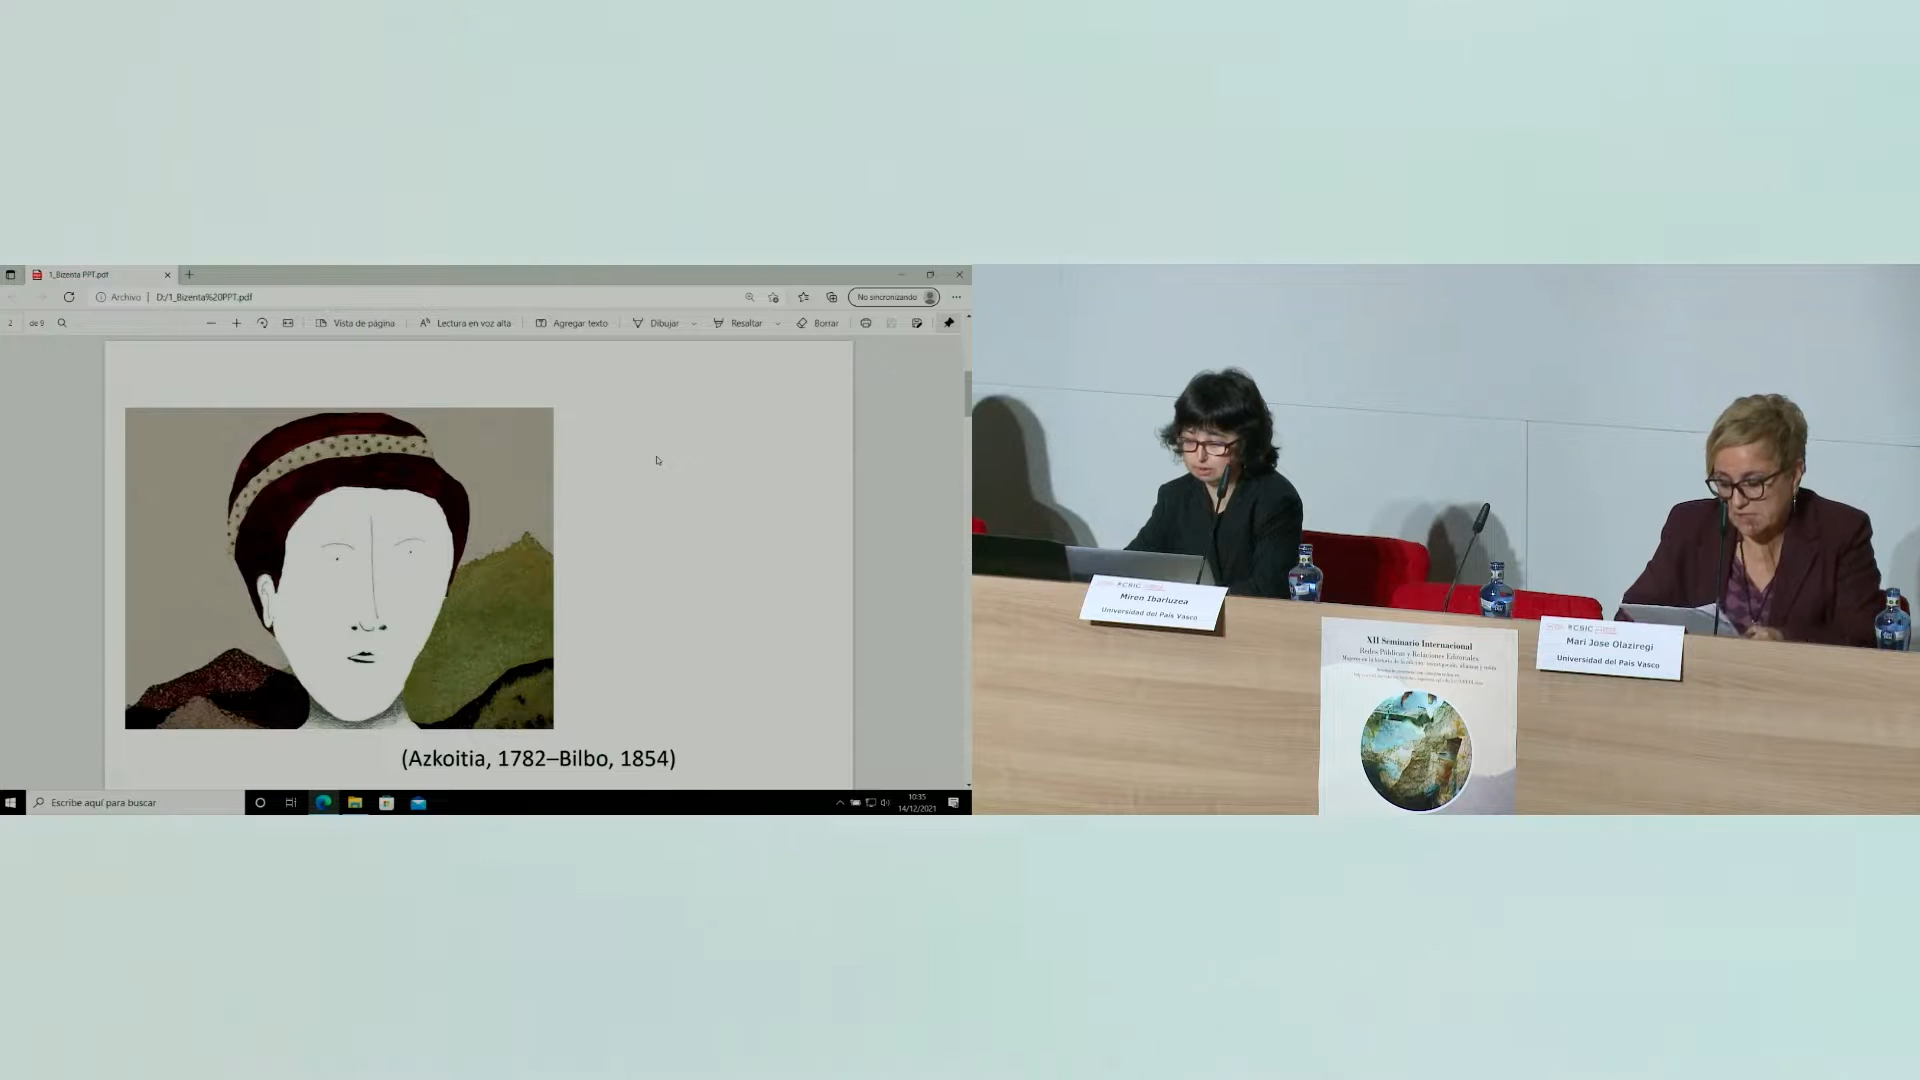 1_Bizenta PPT.pdf
Archivo | D:/1_Bizenta%20PPT.pdf
No sincronizando
2 de 9
Vista de página
Lectura en voz alta
Agregar texto
Dibujar
Resaltar
Borrar
(Azkoitia, 1782–Bilbo, 1854)
Escribe aquí para buscar
10:35
14/12/2021
CSIC
Miren Ibarluzea
Universidad del País Vasco
XII Seminario Internacional
Redes Públicas y Relaciones Editoriales
CSIC
Mari Jose Olaziregi
Universidad del País Vasco